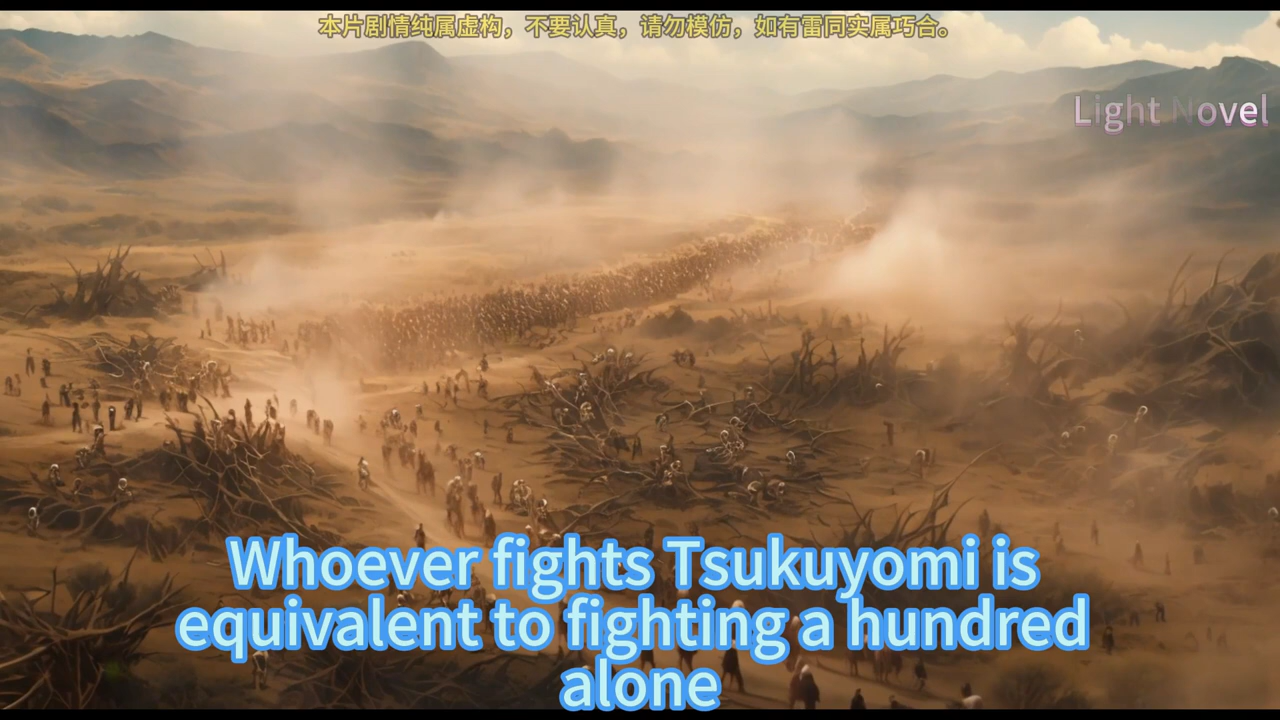 本片剧情纯属虚构，不要认真，请勿模仿，如有雷同实属巧合。
Light Novel
Whoever fights Tsukuyomi is
equivalent to fighting a hundred
alone